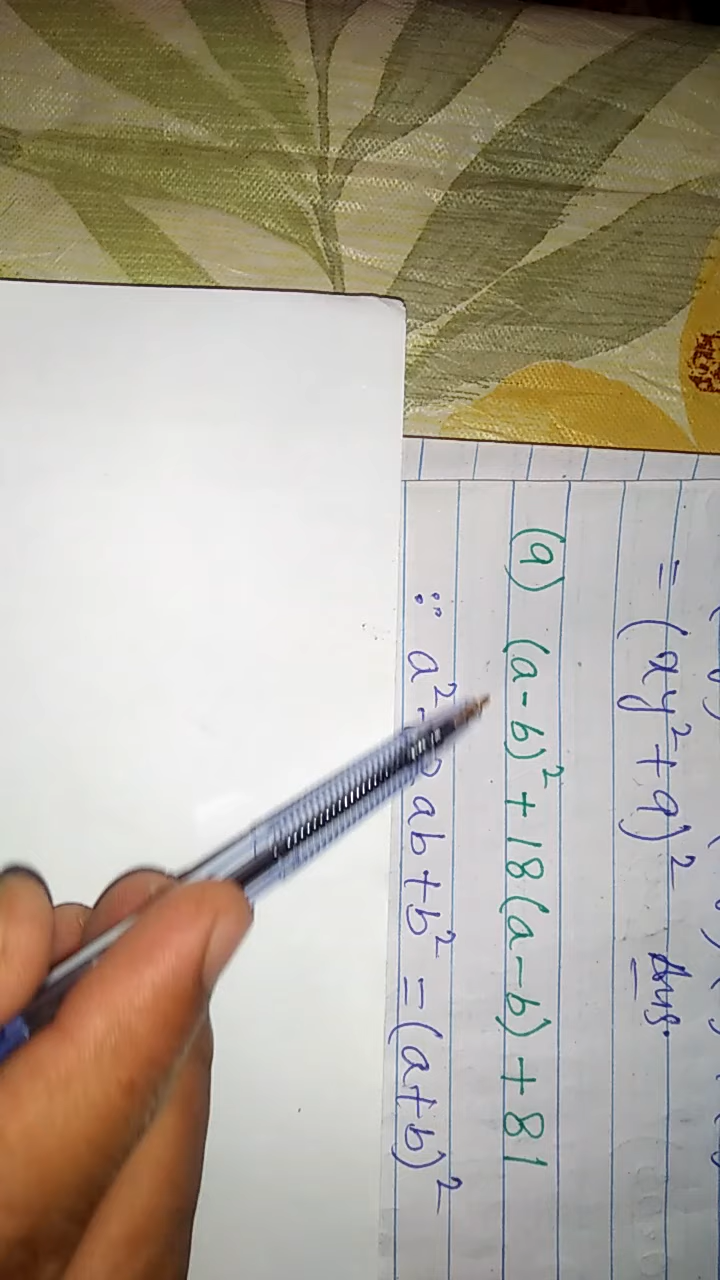 = (xy²+9)² Ans.
(9) (a-b)²+18(a-b)+81
∵ a² 2ab+b² =(a+b)²